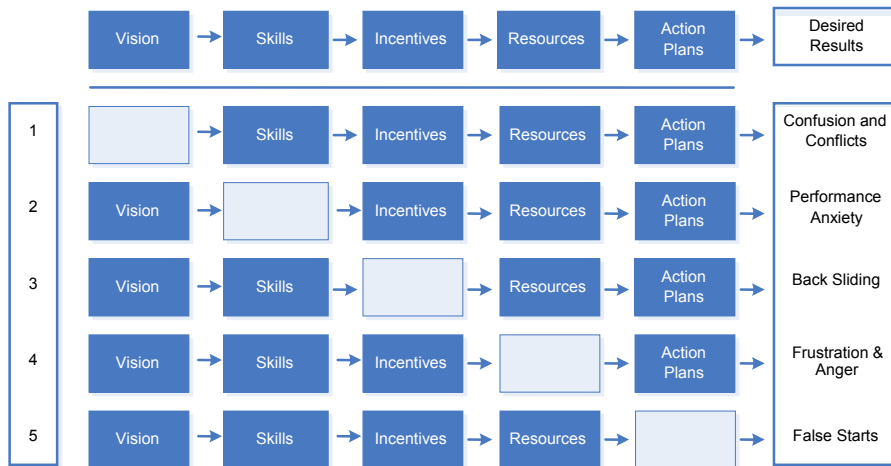 Vision
Skills
Incentives
Resources
Action
Plans
Desired
Results
1
Skills
Incentives
Resources
Action
Plans
Confusion and
Conflicts
2
Vision
Incentives
Resources
Action
Plans
Performance
Anxiety
3
Vision
Skills
Resources
Action
Plans
Back Sliding
4
Vision
Skills
Incentives
Action
Plans
Frustration &
Anger
5
Vision
Skills
Incentives
Resources
False Starts